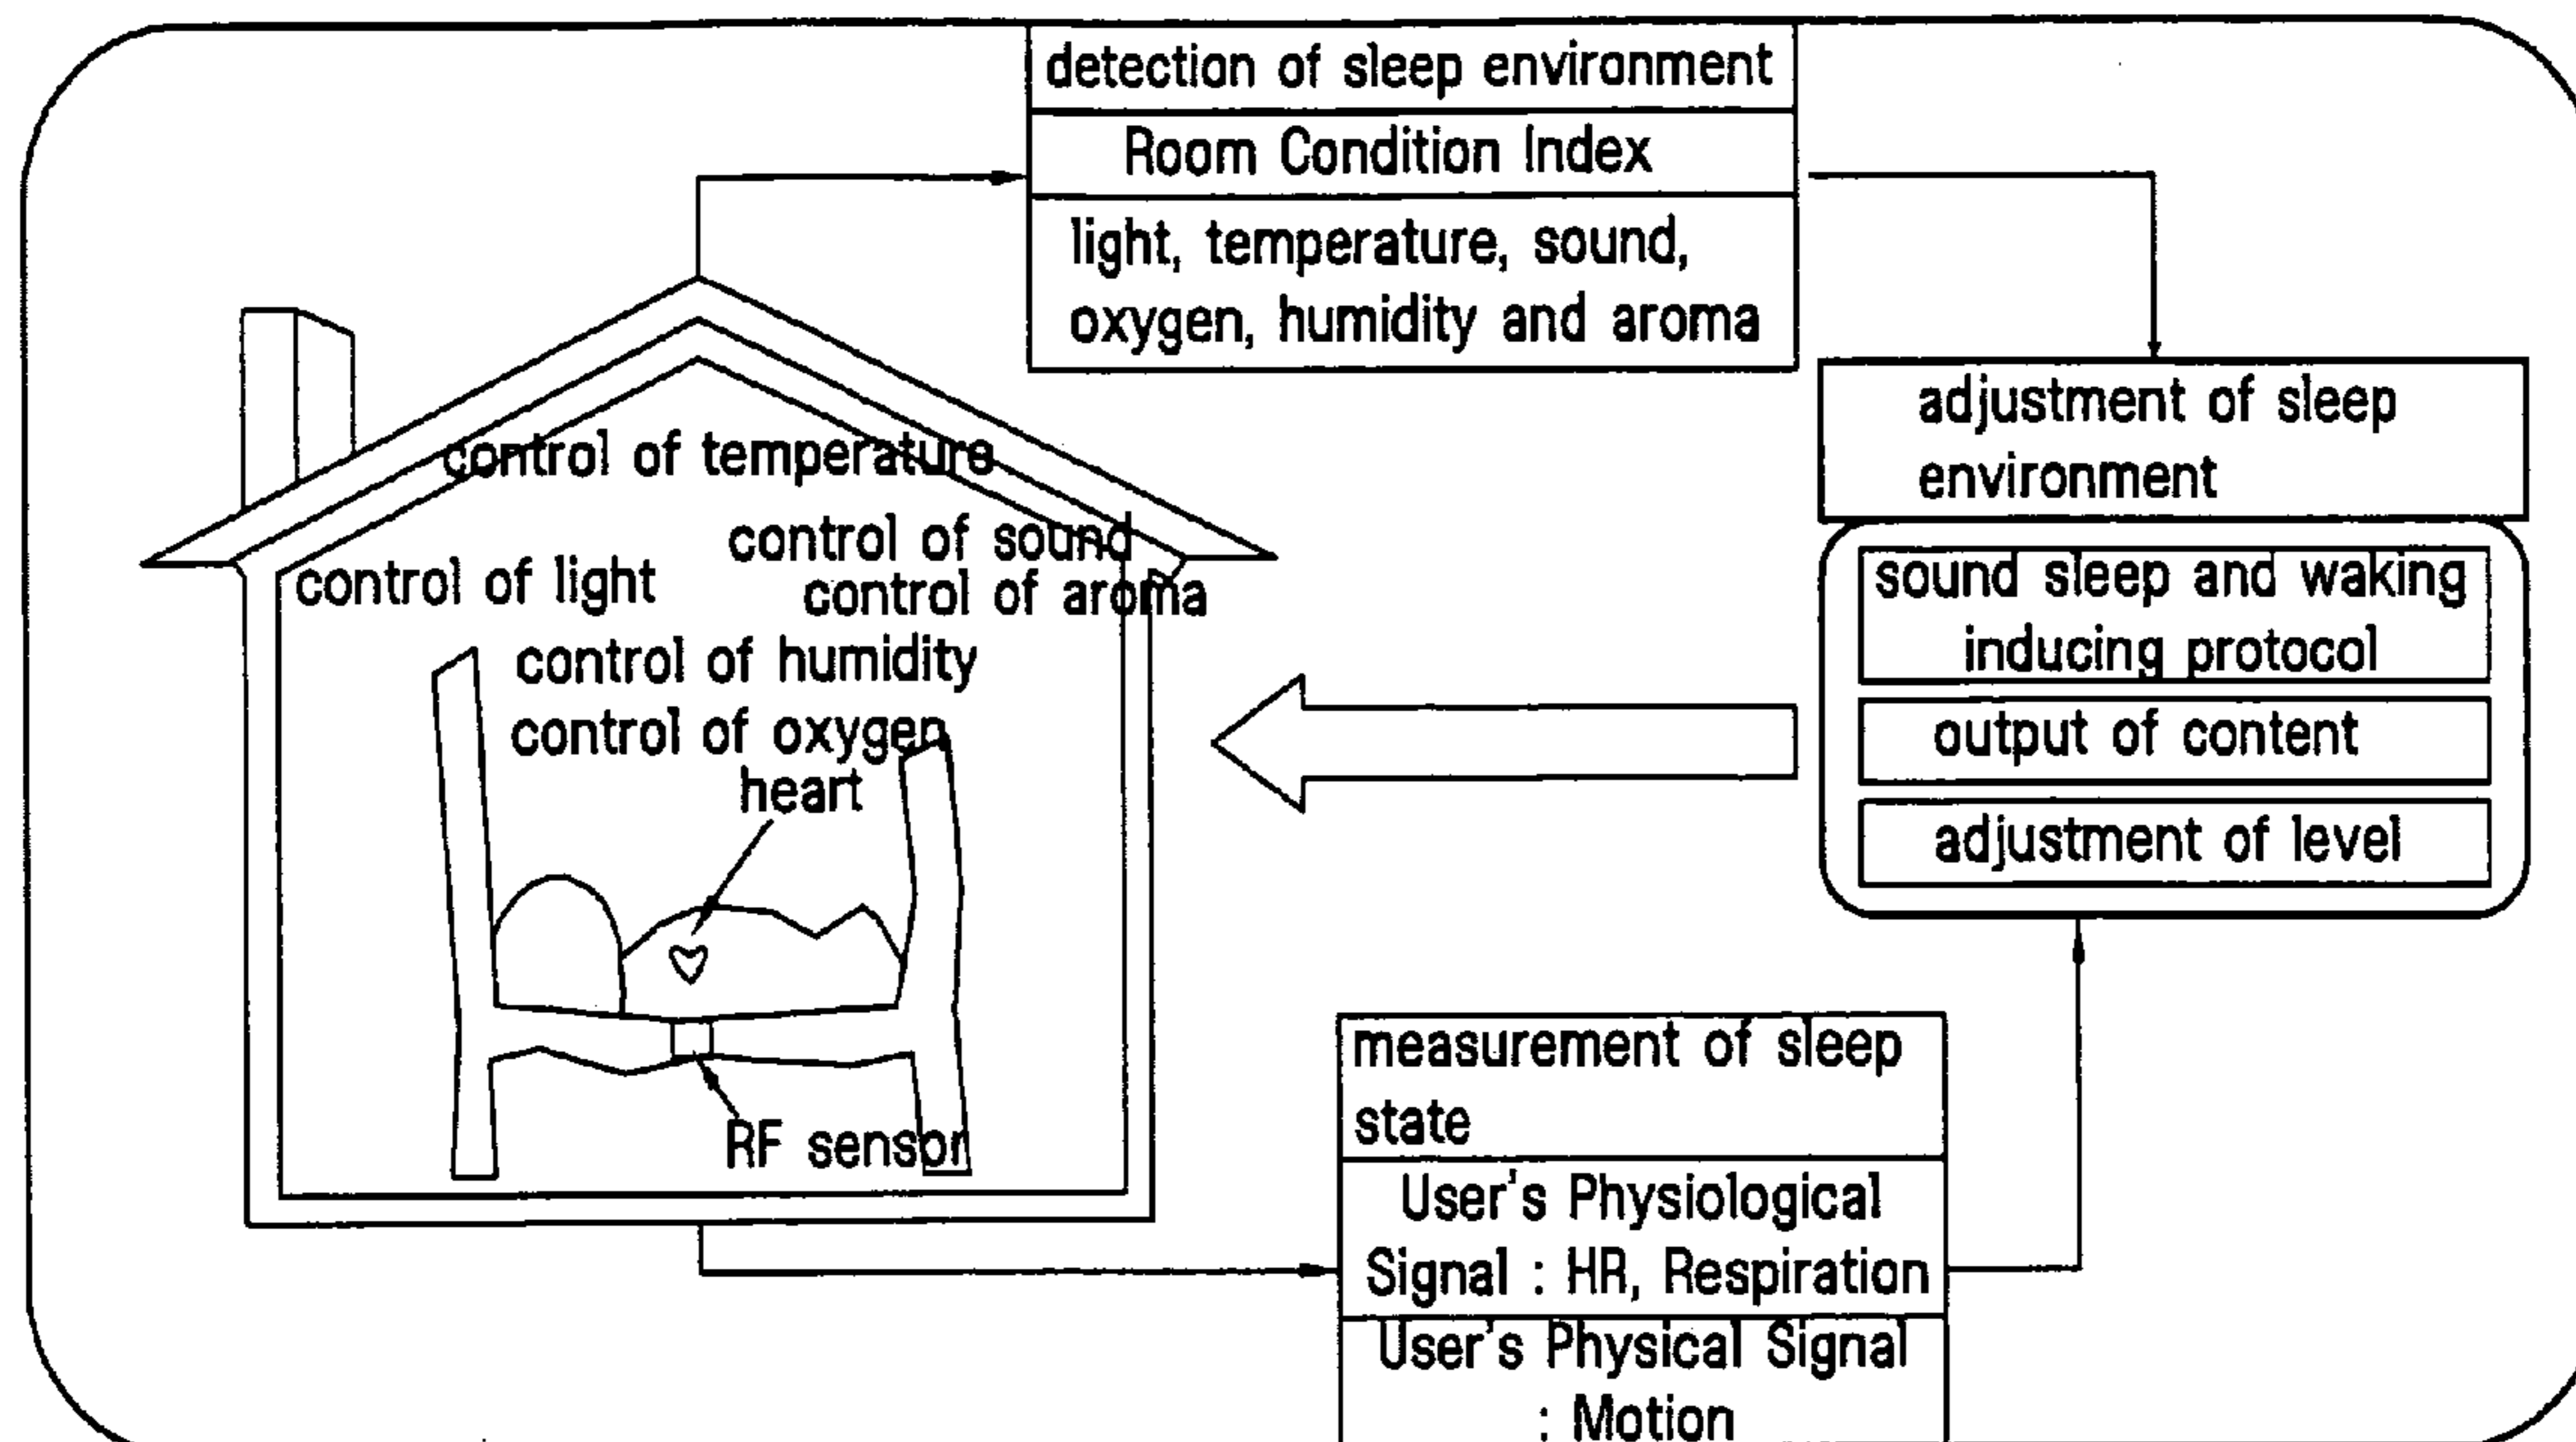 detection of sleep environment
Room Condition Index
light, temperature, sound,
oxygen, humidity and aroma
adjustment of sleep
environment
sound sleep and waking
inducing protocol
output of content
adjustment of level
control of temperature
control of sound
control of light
control of aroma
control of humidity
control of oxygen
heart
RF sensor
measurement of sleep
state
User's Physiological
Signal : HR, Respiration
User's Physical Signal
: Motion